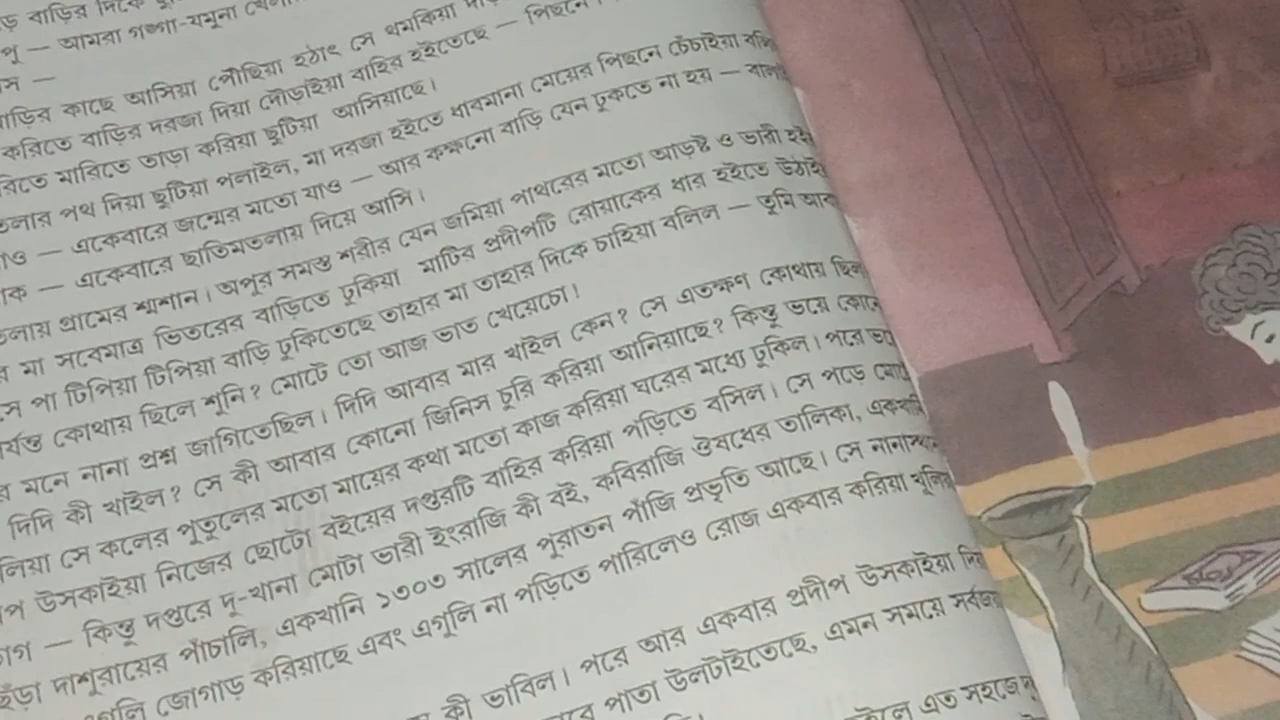 বাড়ির দিকে
— আমরা গঙ্গা-যমুনা
—
কাছে আসিয়া পৌঁছিয়া হঠাৎ সে থমকিয়া
করিতে বাড়ির দরজা দিয়া দৌড়াইয়া বাহির হইতেছে — পিছনে
মারিতে তাড়া করিয়া ছুটিয়া আসিয়াছে।
পথ দিয়া ছুটিয়া পলাইল, মা দরজা হইতে ধাবমানা মেয়ের পিছনে চেঁচাইয়া
— একেবারে জন্মের মতো যাও — আর কক্ষনো বাড়ি যেন ঢুকতে না হয় —
— একেবারে ছাতিমতলায় দিয়ে আসি।
গ্রামের শ্মশান। অপুর সমস্ত শরীর যেন জমিয়া পাথরের মতো আড়ষ্ট ও ভারী
মা সবেমাত্র ভিতরের বাড়িতে ঢুকিয়া মাটির প্রদীপটি রোয়াকের ধার হইতে
পা টিপিয়া টিপিয়া বাড়ি ঢুকিতেছে তাহার মা তাহার দিকে চাহিয়া বলিল — তুমি
কোথায় ছিলে শুনি? মোটে তো আজ ভাত খেয়েচো!
মনে নানা প্রশ্ন জাগিতেছিল। দিদি আবার মার খাইল কেন? সে এতক্ষণ কোথায়
দিদি কী খাইল? সে কী আবার কোনো জিনিস চুরি করিয়া আনিয়াছে? কিন্তু ভয়ে
সে কলের পুতুলের মতো মায়ের কথা মতো কাজ করিয়া ঘরের মধ্যে ঢুকিল। পরে
উসকাইয়া নিজের ছোটো বইয়ের দপ্তরটি বাহির করিয়া পড়িতে বসিল। সে পড়ে
— কিন্তু দপ্তরে দু-খানা মোটা ভারী ইংরাজি কী বই, কবিরাজি ঔষধের তালিকা,
দাশুরায়ের পাঁচালি, একখানি ১৩০৩ সালের পুরাতন পাঁজি প্রভৃতি আছে। সে
জোগাড় করিয়াছে এবং এগুলি না পড়িতে পারিলেও রোজ একবার করিয়া
কী ভাবিল। পরে আর একবার প্রদীপ উসকাইয়া
পাতা উলটাইতেছে, এমন সময়ে
এত সহজে